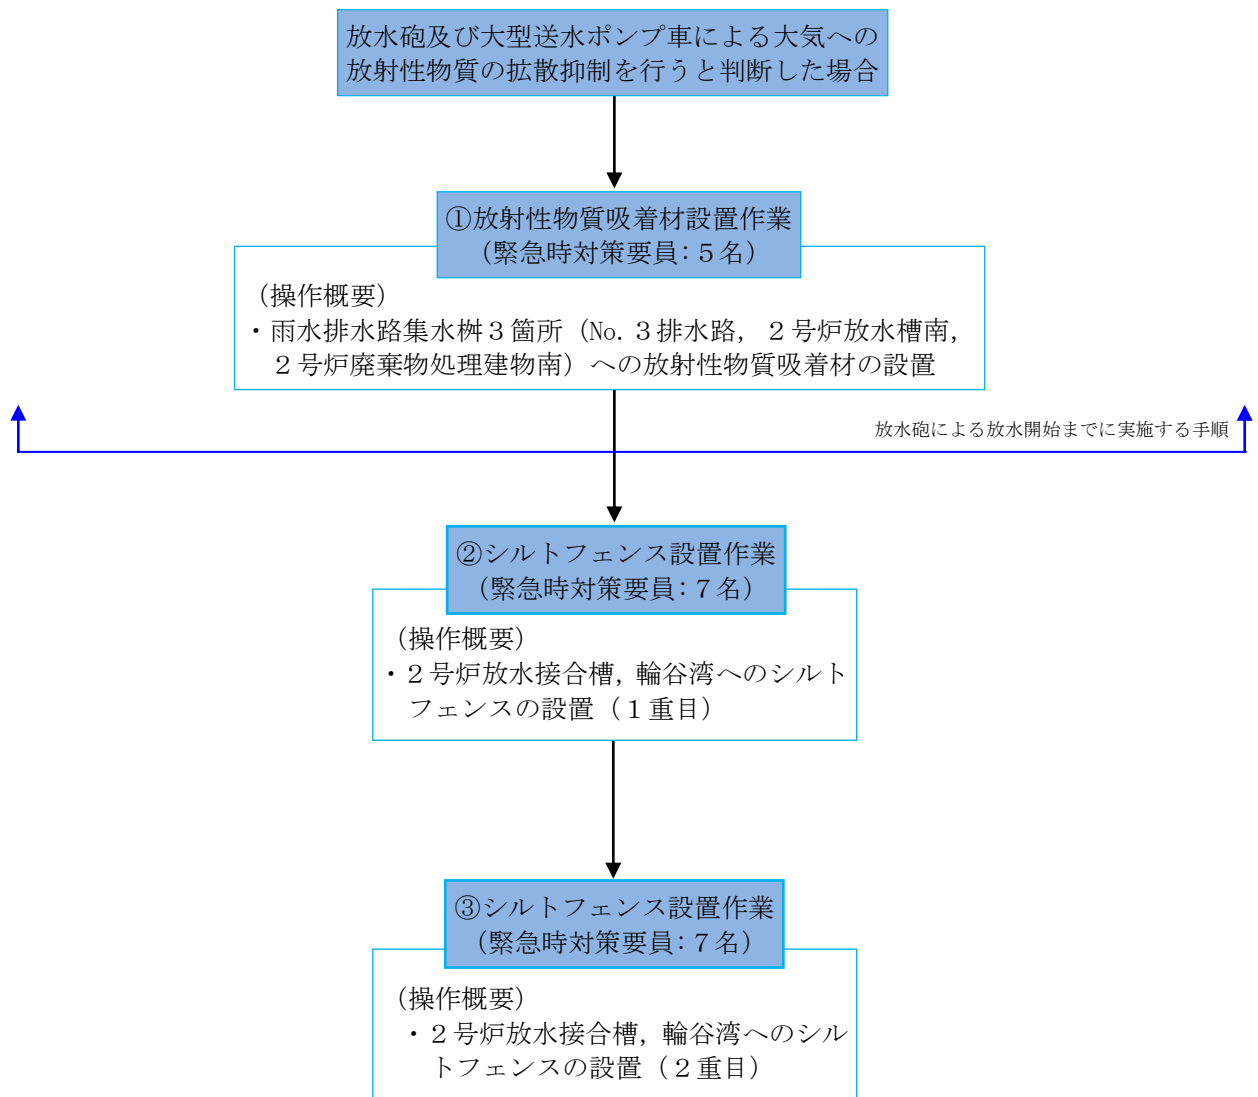 放水砲及び大型送水ポンプ車による大気への
放射性物質の拡散抑制を行うと判断した場合
①放射性物質吸着材設置作業
（緊急時対策要員：５名）
（操作概要）
・雨水排水路集水桝３箇所（No.３排水路，２号炉放水槽南，
２号炉廃棄物処理建物南）への放射性物質吸着材の設置
放水砲による放水開始までに実施する手順
②シルトフェンス設置作業
（緊急時対策要員：７名）
（操作概要）
・２号炉放水接合槽，輪谷湾へのシルト
フェンスの設置（１重目）
③シルトフェンス設置作業
（緊急時対策要員：７名）
（操作概要）
・２号炉放水接合槽，輪谷湾へのシル
トフェンスの設置（２重目）